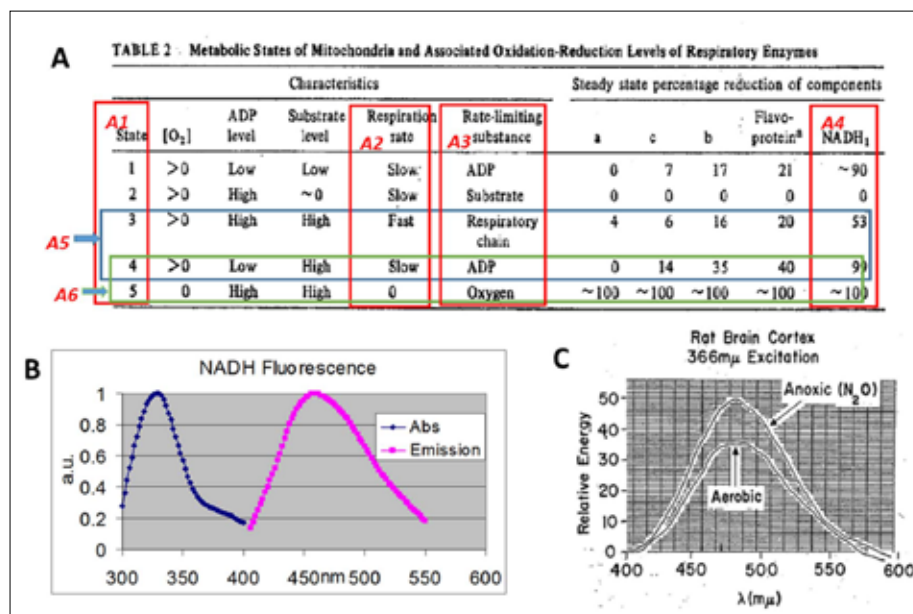 A
TABLE 2 Metabolic States of Mitochondria and Associated Oxidation-Reduction Levels of Respiratory Enzymes
Characteristics Steady state percentage reduction of components
A1 A2 A3 A4
State [O₂] ADP level Substrate level Respiration rate Rate-limiting substance a c b Flavoproteinᵃ NADH₁
1 >0 Low Low Slow ADP 0 7 17 21 ~90
2 >0 High ~0 Slow Substrate 0 0 0 0 0
3 >0 High High Fast Respiratory chain 4 6 16 20 53
A5
4 >0 Low High Slow ADP 0 14 35 40 99
A6
5 0 High High 0 Oxygen ~100 ~100 ~100 ~100 ~100
B
NADH Fluorescence
a.u.
1
0.8
0.6
0.4
0.2
0
Abs
Emission
300 350 400 450nm 500 550 600
C
Rat Brain Cortex
366mμ Excitation
Anoxic (N₂O)
Aerobic
Relative Energy
50
40
30
20
10
0
400 450 500 550 600
λ(mμ)